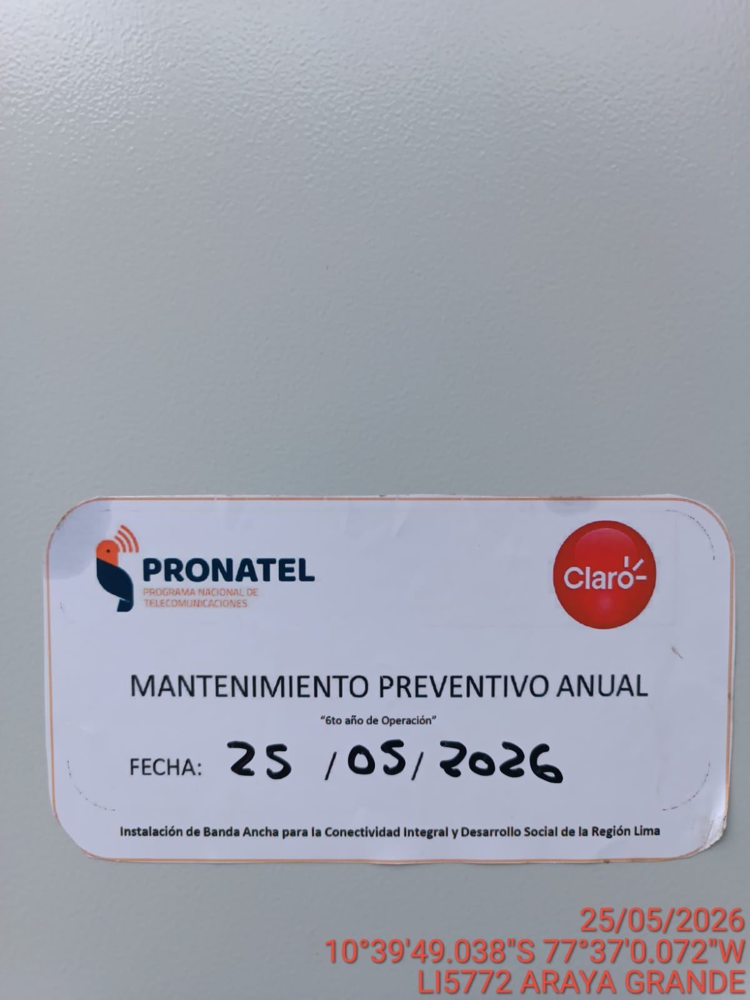 PRONATEL
PROGRAMA NACIONAL DE
TELECOMUNICACIONES
Claro
MANTENIMIENTO PREVENTIVO ANUAL
“6to año de Operación”
FECHA: 25 / 05 / 2026
Instalación de Banda Ancha para la Conectividad Integral y Desarrollo Social de la Región Lima
25/05/2026
10°39'49.038"S 77°37'0.072"W
LI5772 ARAYA GRANDE